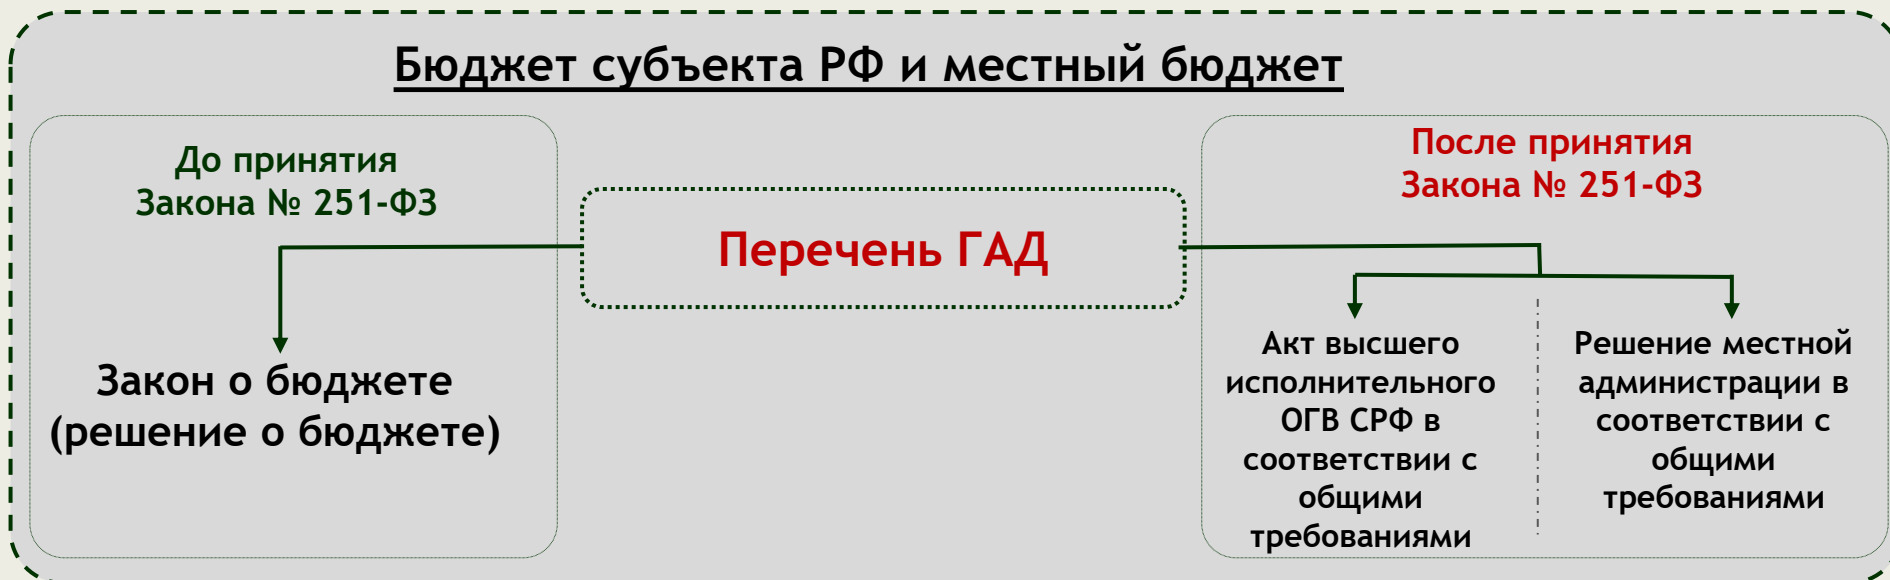 Бюджет субъекта РФ и местный бюджет
До принятия
Закона № 251-ФЗ
Закон о бюджете
(решение о бюджете)
Перечень ГАД
После принятия
Закона № 251-ФЗ
Акт высшего
исполнительного
ОГВ СРФ в
соответствии с
общими
требованиями
Решение местной
администрации в
соответствии с
общими
требованиями